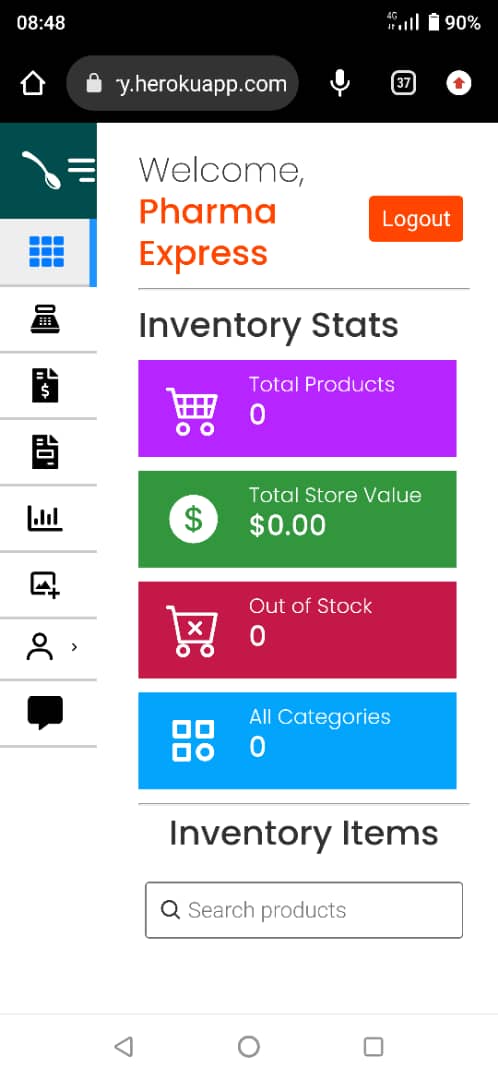 08:48
4G
90%
y.herokuapp.com
37
Welcome,
Pharma
Express
Logout
Inventory Stats
Total Products
0
$
Total Store Value
$0.00
Out of Stock
0
All Categories
0
Inventory Items
Search products